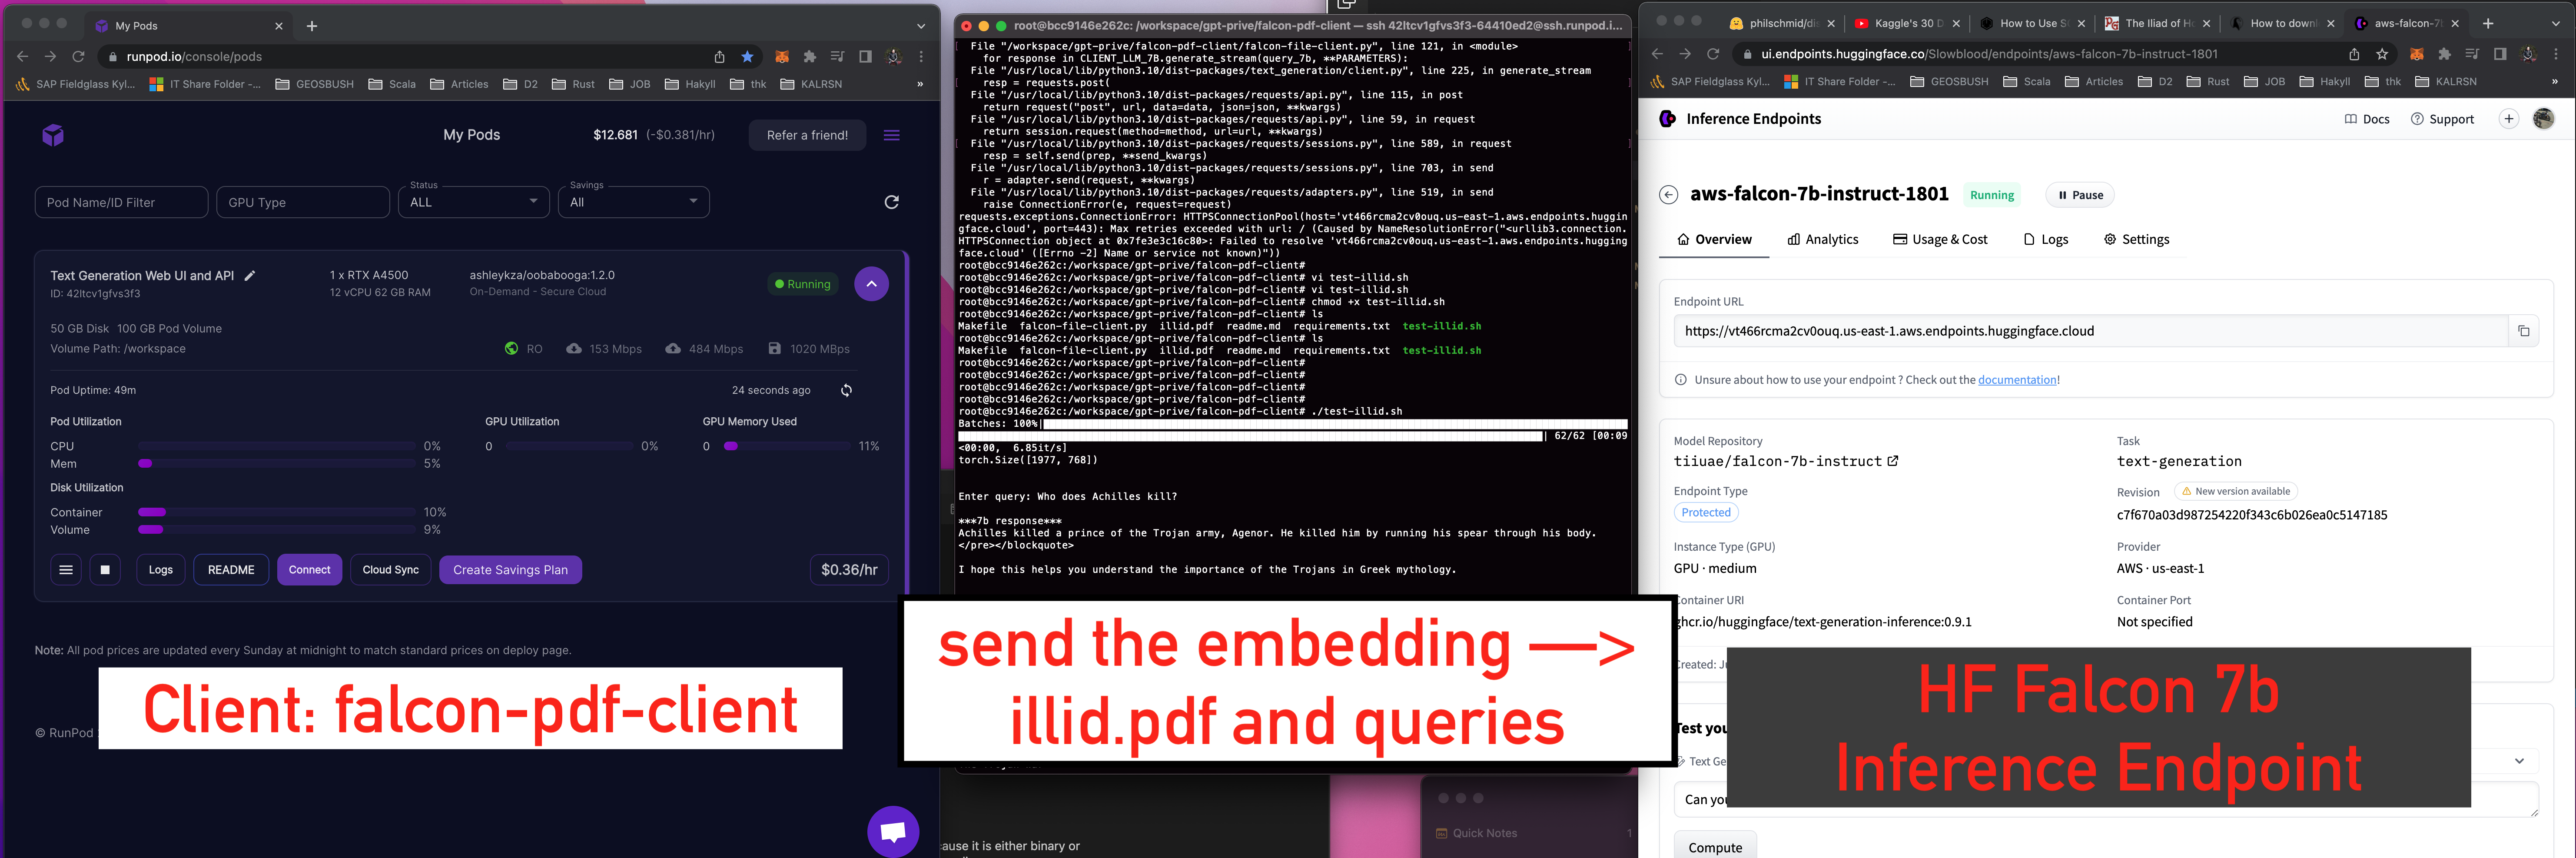 My Pods
runpod.io/console/pods
SAP Fieldglass Kyl...
IT Share Folder -...
GEOSBUSH
Scala
Articles
D2
Rust
JOB
Hakyll
thk
KALRSN
»
My Pods
$12.681 (-$0.381/hr)
Refer a friend!
Pod Name/ID Filter
GPU Type
Status
ALL
Savings
All
Text Generation Web UI and API
ID: 42ltcv1gfvs3f3
1 x RTX A4500
12 vCPU 62 GB RAM
ashleykza/oobabooga:1.2.0
On-Demand - Secure Cloud
Running
50 GB Disk 100 GB Pod Volume
Volume Path: /workspace
RO
153 Mbps
484 Mbps
1020 MBps
Pod Uptime: 49m
24 seconds ago
Pod Utilization
GPU Utilization
GPU Memory Used
CPU 0%
0 0%
0 11%
Mem 5%
Disk Utilization
Container 10%
Volume 9%
Logs
README
Connect
Cloud Sync
Create Savings Plan
$0.36/hr
Note: All pod prices are updated every Sunday at midnight to match standard prices on deploy page.
Client: falcon-pdf-client
© RunPod
root@bcc9146e262c: /workspace/gpt-prive/falcon-pdf-client — ssh 42ltcv1gfvs3f3-64410ed2@ssh.runpod.i...
File "/workspace/gpt-prive/falcon-pdf-client/falcon-file-client.py", line 121, in <module>
for response in CLIENT_LLM_7B.generate_stream(query_7b, **PARAMETERS):
File "/usr/local/lib/python3.10/dist-packages/text_generation/client.py", line 225, in generate_stream
resp = requests.post(
File "/usr/local/lib/python3.10/dist-packages/requests/api.py", line 115, in post
return request("post", url, data=data, json=json, **kwargs)
File "/usr/local/lib/python3.10/dist-packages/requests/api.py", line 59, in request
return session.request(method=method, url=url, **kwargs)
File "/usr/local/lib/python3.10/dist-packages/requests/sessions.py", line 589, in request
resp = self.send(prep, **send_kwargs)
File "/usr/local/lib/python3.10/dist-packages/requests/sessions.py", line 703, in send
r = adapter.send(request, **kwargs)
File "/usr/local/lib/python3.10/dist-packages/requests/adapters.py", line 519, in send
raise ConnectionError(e, request=request)
requests.exceptions.ConnectionError: HTTPSConnectionPool(host='vt466rcma2cv0ouq.us-east-1.aws.endpoints.huggin
gface.cloud', port=443): Max retries exceeded with url: / (Caused by NameResolutionError("<urllib3.connection.
HTTPSConnection object at 0x7fe3e3c16c80>: Failed to resolve 'vt466rcma2cv0ouq.us-east-1.aws.endpoints.hugging
face.cloud' ([Errno -2] Name or service not known)"))
root@bcc9146e262c:/workspace/gpt-prive/falcon-pdf-client#
root@bcc9146e262c:/workspace/gpt-prive/falcon-pdf-client# vi test-illid.sh
root@bcc9146e262c:/workspace/gpt-prive/falcon-pdf-client# vi test-illid.sh
root@bcc9146e262c:/workspace/gpt-prive/falcon-pdf-client# chmod +x test-illid.sh
root@bcc9146e262c:/workspace/gpt-prive/falcon-pdf-client# ls
Makefile falcon-file-client.py illid.pdf readme.md requirements.txt test-illid.sh
root@bcc9146e262c:/workspace/gpt-prive/falcon-pdf-client# ls
Makefile falcon-file-client.py illid.pdf readme.md requirements.txt test-illid.sh
root@bcc9146e262c:/workspace/gpt-prive/falcon-pdf-client#
root@bcc9146e262c:/workspace/gpt-prive/falcon-pdf-client#
root@bcc9146e262c:/workspace/gpt-prive/falcon-pdf-client#
root@bcc9146e262c:/workspace/gpt-prive/falcon-pdf-client#
root@bcc9146e262c:/workspace/gpt-prive/falcon-pdf-client# ./test-illid.sh
Batches: 100%|
| 62/62 [00:09
<00:00, 6.85it/s]
torch.Size([1977, 768])
Enter query: Who does Achilles kill?
***7b response***
Achilles killed a prince of the Trojan army, Agenor. He killed him by running his spear through his body.
</pre></blockquote>
I hope this helps you understand the importance of the Trojans in Greek mythology.
send the embedding —>
illid.pdf and queries
ause it is either binary or
Quick Notes 1
philschmid/di
Kaggle's 30 D
How to Use S
The Iliad of H
How to downl
aws-falcon-7
ui.endpoints.huggingface.co/Slowblood/endpoints/aws-falcon-7b-instruct-1801
SAP Fieldglass Kyl...
IT Share Folder -...
GEOSBUSH
Scala
Articles
D2
Rust
JOB
Hakyll
thk
KALRSN
»
Inference Endpoints
Docs
Support
aws-falcon-7b-instruct-1801
Running
Pause
Overview
Analytics
Usage & Cost
Logs
Settings
Endpoint URL
https://vt466rcma2cv0ouq.us-east-1.aws.endpoints.huggingface.cloud
Unsure about how to use your endpoint ? Check out the documentation!
Model Repository
tiiuae/falcon-7b-instruct
Task
text-generation
Endpoint Type
Protected
Revision
New version available
c7f670a03d987254220f343c6b026ea0c5147185
Instance Type (GPU)
GPU · medium
Provider
AWS · us-east-1
Container URI
ghcr.io/huggingface/text-generation-inference:0.9.1
Container Port
Not specified
Created:
HF Falcon 7b
Inference Endpoint
Test you
Text Ge
Can you
Compute